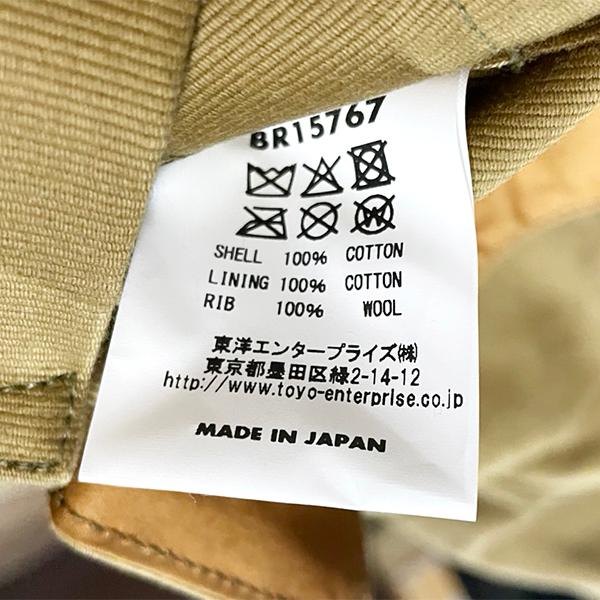 BR15767
SHELL 100% COTTON
LINING 100% COTTON
RIB 100% WOOL
東洋エンタープライズ㈱
東京都墨田区緑2-14-12
http://www.toyo-enterprise.co.jp
MADE IN JAPAN